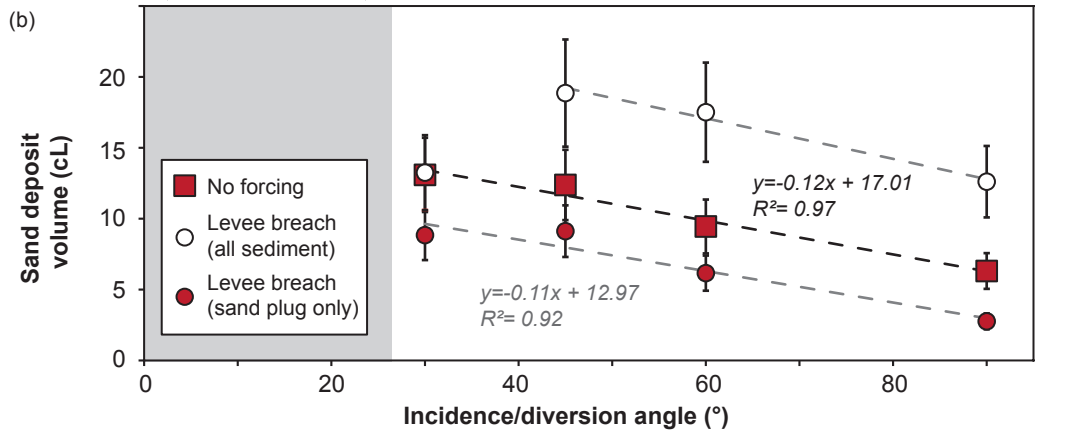 (b)
Sand deposit
volume (cL)
20
15
10
5
0
No forcing
Levee breach
(all sediment)
Levee breach
(sand plug only)
y=-0.12x + 17.01
R²= 0.97
y=-0.11x + 12.97
R²= 0.92
0
20
40
60
80
Incidence/diversion angle (°)